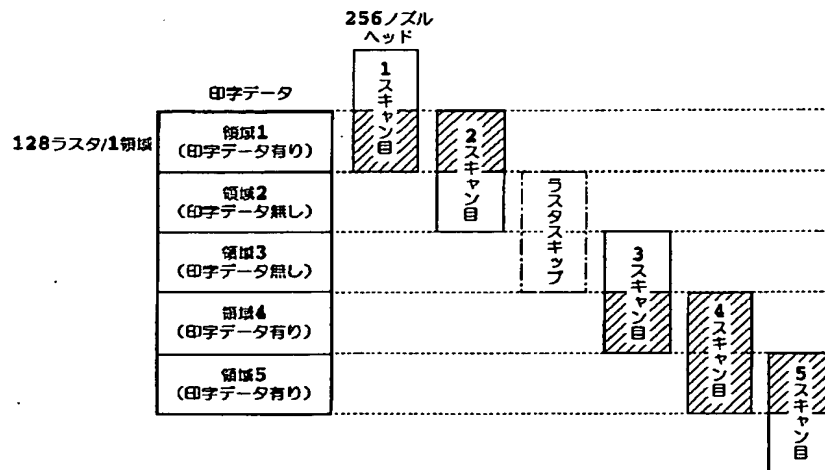 256ノズル
ヘッド
印字データ
128ラスタ/1領域
領域1
(印字データ有り)
領域2
(印字データ無し)
領域3
(印字データ無し)
領域4
(印字データ有り)
領域5
(印字データ有り)
1スキャン目
2スキャン目
ラスタスキップ
3スキャン目
4スキャン目
5スキャン目